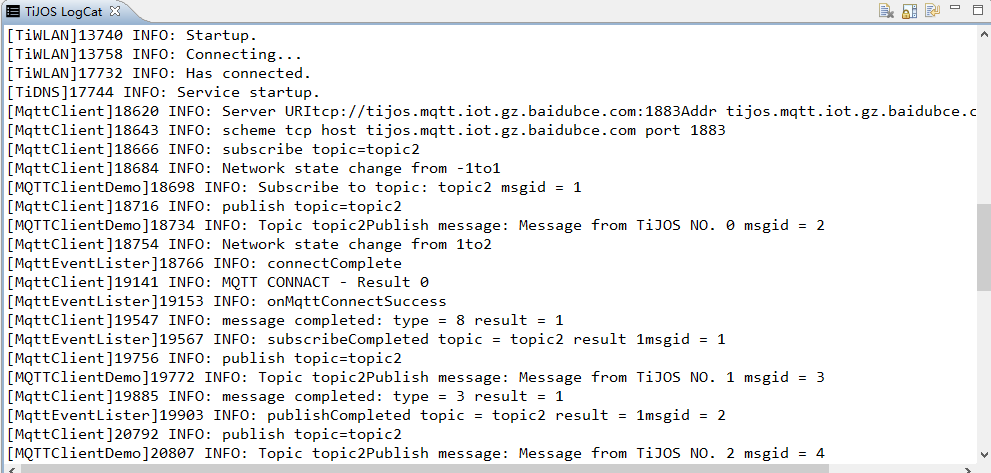 TiJOS LogCat
[TiWLAN]13740 INFO: Startup.
[TiWLAN]13758 INFO: Connecting...
[TiWLAN]17732 INFO: Has connected.
[TiDNS]17744 INFO: Service startup.
[MqttClient]18620 INFO: Server URItcp://tijos.mqtt.iot.gz.baidubce.com:1883Addr tijos.mqtt.iot.gz.baidubce.c
[MqttClient]18643 INFO: scheme tcp host tijos.mqtt.iot.gz.baidubce.com port 1883
[MqttClient]18666 INFO: subscribe topic=topic2
[MqttClient]18684 INFO: Network state change from -1to1
[MQTTClientDemo]18698 INFO: Subscribe to topic: topic2 msgid = 1
[MqttClient]18716 INFO: publish topic=topic2
[MQTTClientDemo]18734 INFO: Topic topic2Publish message: Message from TiJOS NO. 0 msgid = 2
[MqttClient]18754 INFO: Network state change from 1to2
[MqttEventLister]18766 INFO: connectComplete
[MqttClient]19141 INFO: MQTT CONNACT - Result 0
[MqttEventLister]19153 INFO: onMqttConnectSuccess
[MqttClient]19547 INFO: message completed: type = 8 result = 1
[MqttEventLister]19567 INFO: subscribeCompleted topic = topic2 result 1msgid = 1
[MqttClient]19756 INFO: publish topic=topic2
[MQTTClientDemo]19772 INFO: Topic topic2Publish message: Message from TiJOS NO. 1 msgid = 3
[MqttClient]19885 INFO: message completed: type = 3 result = 1
[MqttEventLister]19903 INFO: publishCompleted topic = topic2 result = 1msgid = 2
[MqttClient]20792 INFO: publish topic=topic2
[MQTTClientDemo]20807 INFO: Topic topic2Publish message: Message from TiJOS NO. 2 msgid = 4